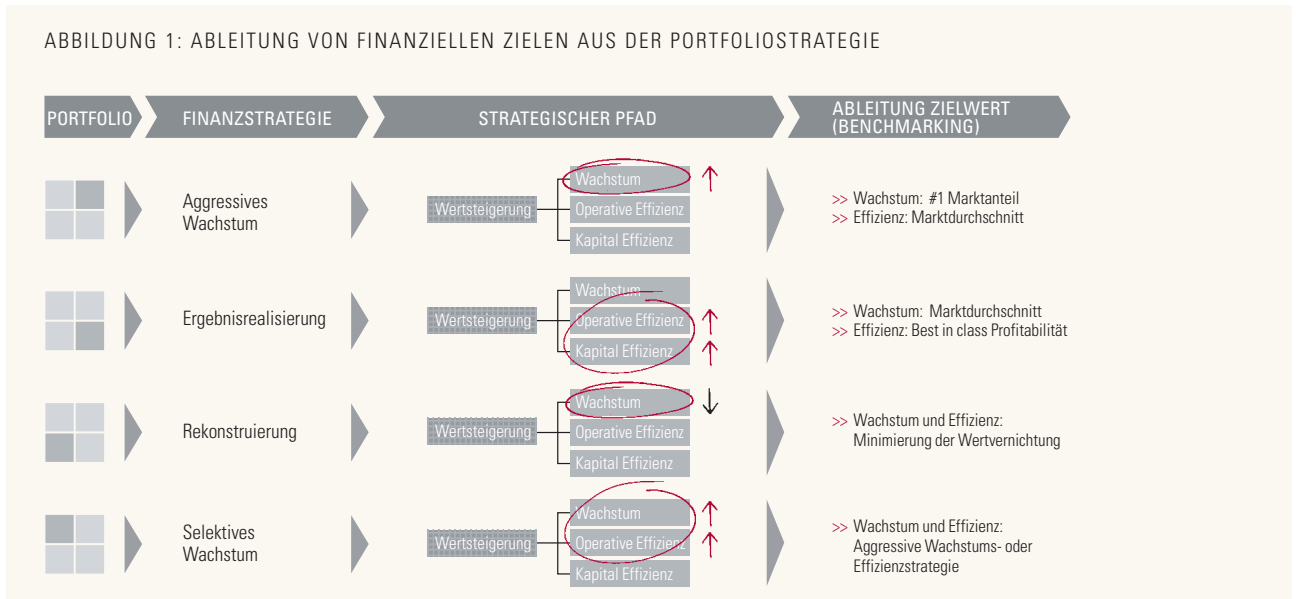 ABBILDUNG 1: ABLEITUNG VON FINANZIELLEN ZIELEN AUS DER PORTFOLIOSTRATEGIE
PORTFOLIO
FINANZSTRATEGIE
STRATEGISCHER PFAD
ABLEITUNG ZIELWERT
(BENCHMARKING)
Aggressives
Wachstum
Wertsteigerung
Wachstum
Operative Effizienz
Kapital Effizienz
>> Wachstum: #1 Marktanteil
>> Effizienz: Marktdurchschnitt
Ergebnisrealisierung
Wertsteigerung
Wachstum
Operative Effizienz
Kapital Effizienz
>> Wachstum: Marktdurchschnitt
>> Effizienz: Best in class Profitabilität
Rekonstruierung
Wertsteigerung
Wachstum
Operative Effizienz
Kapital Effizienz
>> Wachstum und Effizienz:
Minimierung der Wertvernichtung
Selektives
Wachstum
Wertsteigerung
Wachstum
Operative Effizienz
Kapital Effizienz
>> Wachstum und Effizienz:
Aggressive Wachstums- oder
Effizienzstrategie